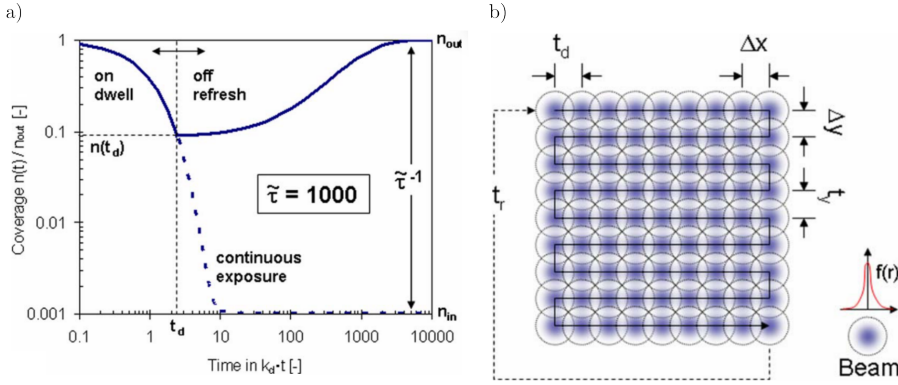 a)
1
0.1
0.01
0.001
Coverage n(t) / n_out [-]
n(t_d)
on
dwell
off
refresh
τ̃ = 1000
continuous
exposure
τ̃⁻¹
n_out
n_in
0.1
1
t_d
10
100
1000
10000
Time in k_d•t [-]
b)
t_d
Δx
Δy
t_y
t_r
f(r)
Beam